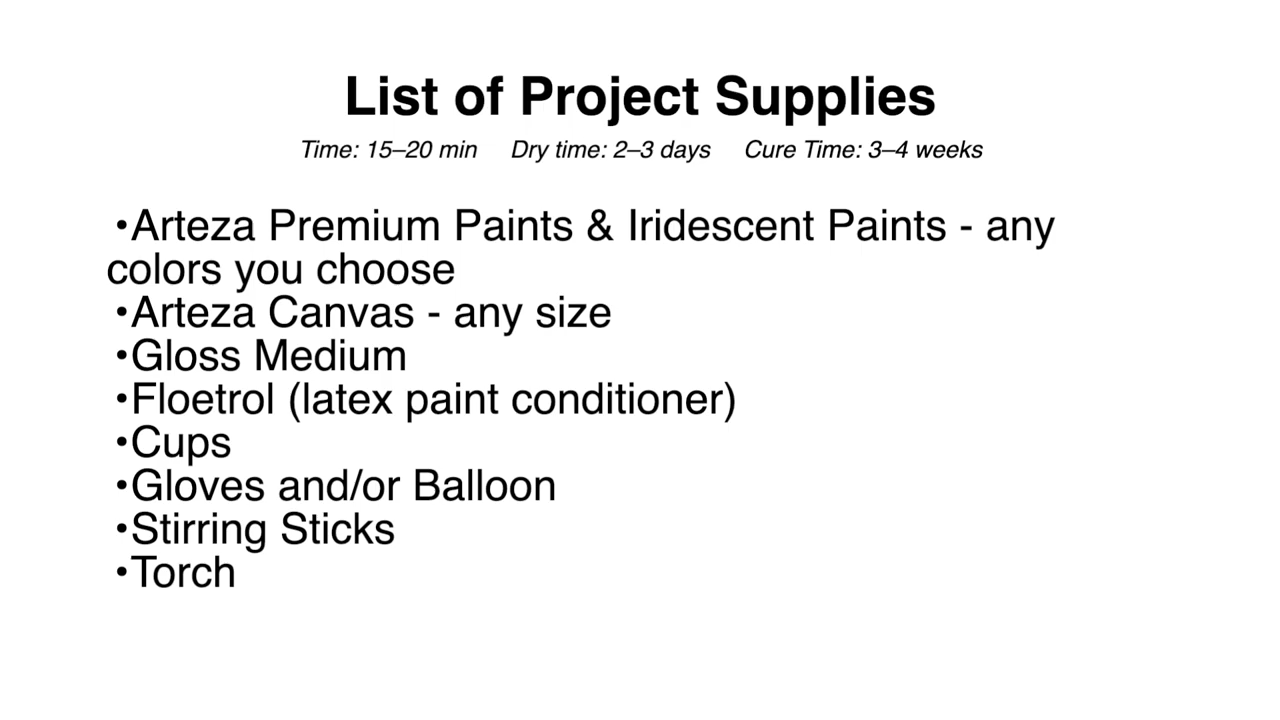 List of Project Supplies
Time: 15–20 min Dry time: 2–3 days Cure Time: 3–4 weeks
•Arteza Premium Paints & Iridescent Paints - any
colors you choose
•Arteza Canvas - any size
•Gloss Medium
•Floetrol (latex paint conditioner)
•Cups
•Gloves and/or Balloon
•Stirring Sticks
•Torch